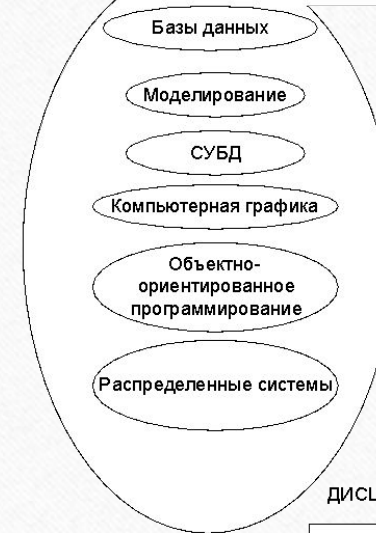 Базы данных
Моделирование
СУБД
Компьютерная графика
Объектно-
ориентированное
программирование
Распределенные системы